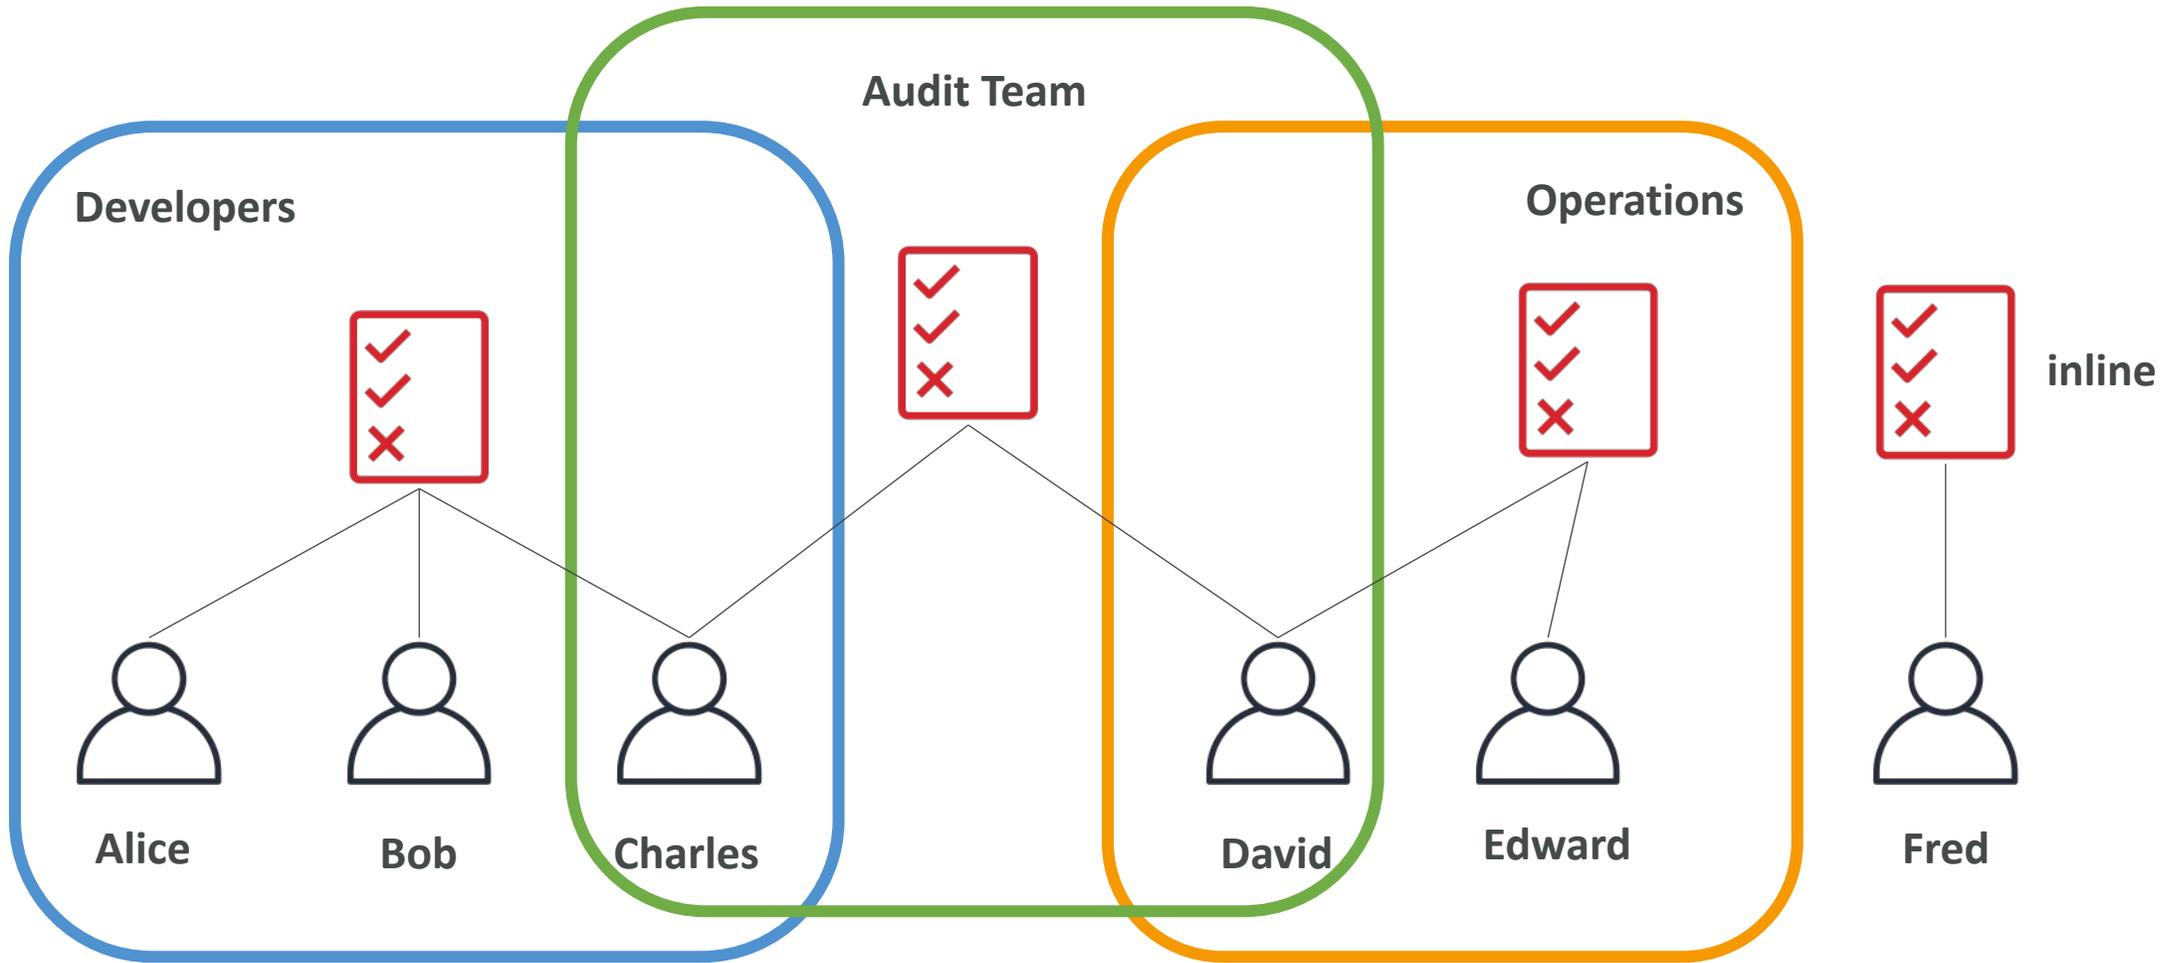 Audit Team
Developers
Operations
inline
Alice
Bob
Charles
David
Edward
Fred